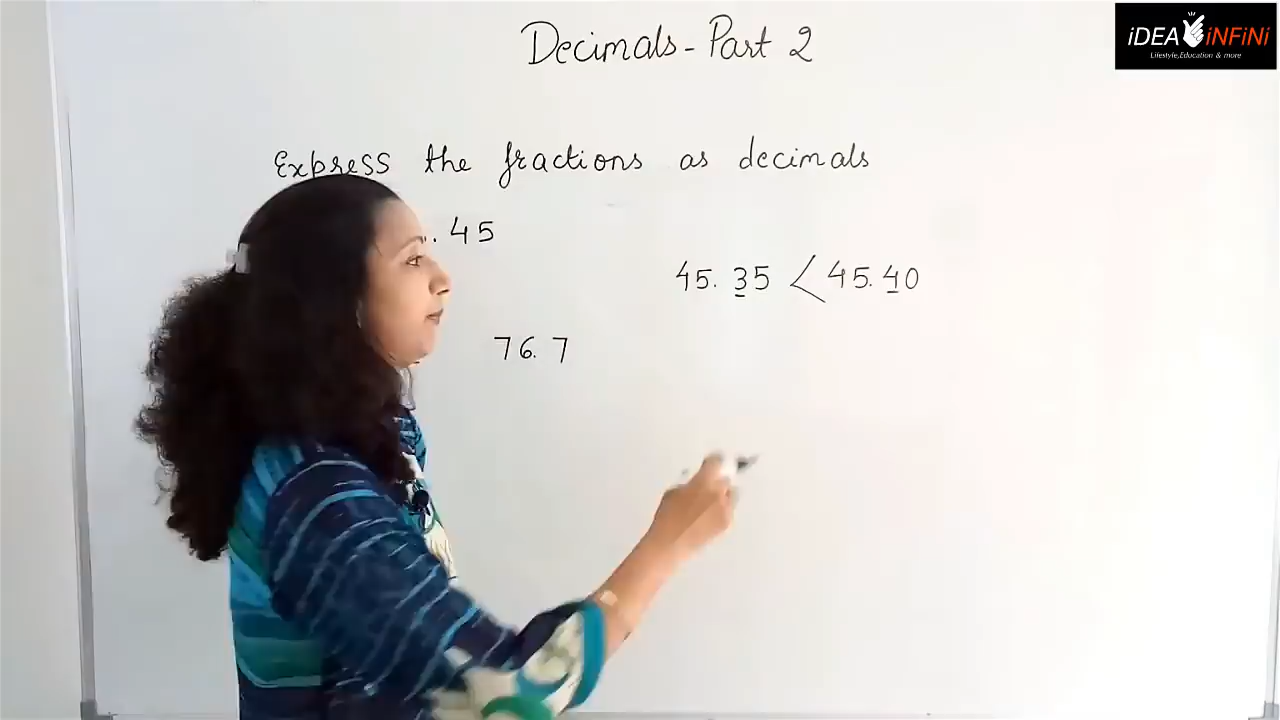 Decimals - Part 2
iDEA iNFiNi
Lifestyle,Education & more
Express the fractions as decimals
. 45
45. 35 < 45. 40
76. 7